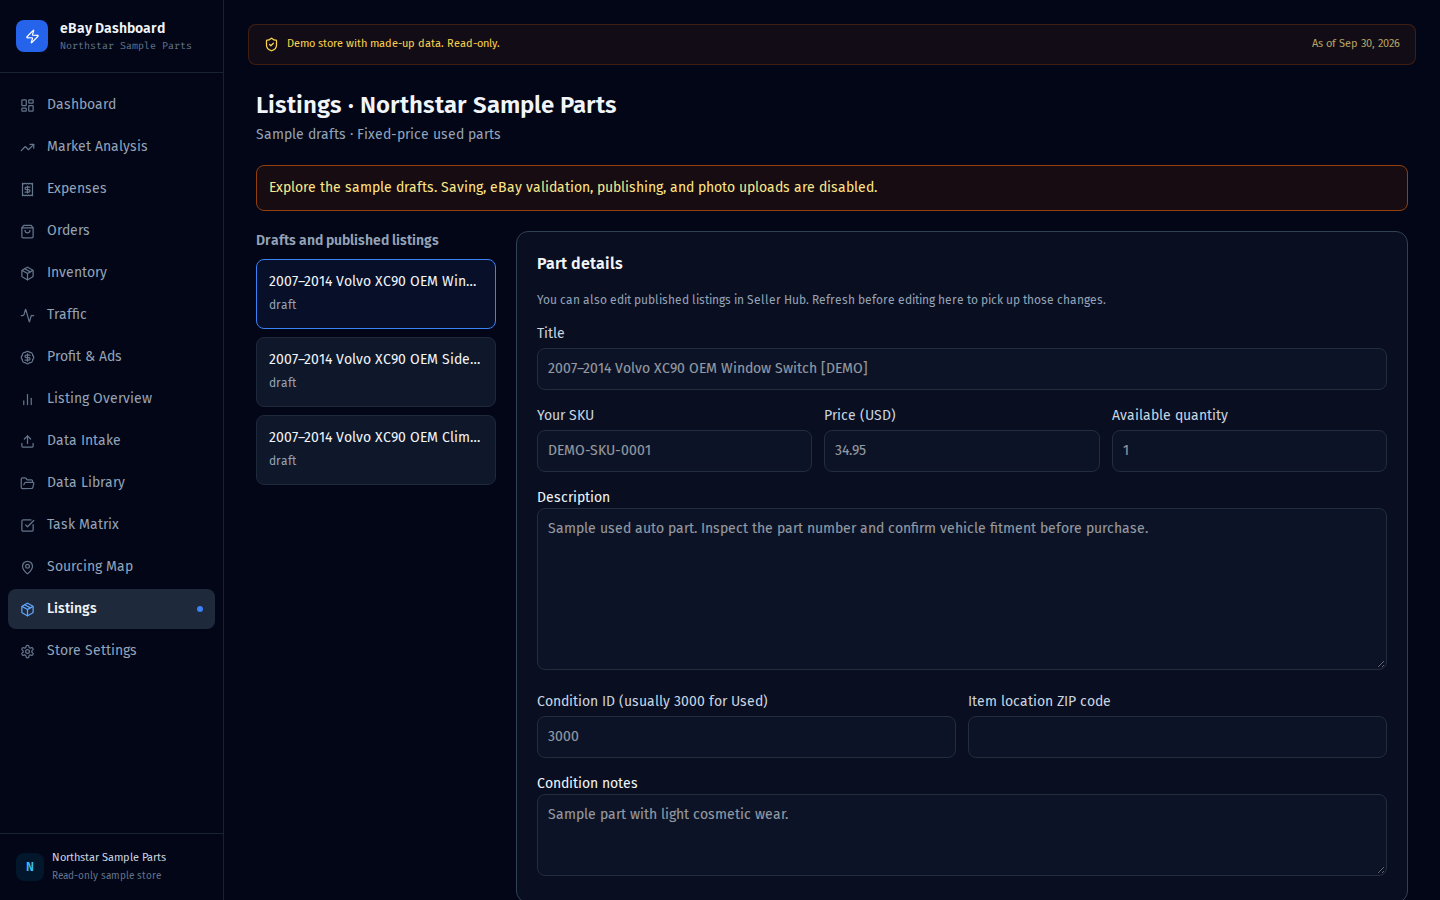 eBay Dashboard
Northstar Sample Parts
Dashboard
Market Analysis
Expenses
Orders
Inventory
Traffic
Profit & Ads
Listing Overview
Data Intake
Data Library
Task Matrix
Sourcing Map
Listings
Store Settings
N
Northstar Sample Parts
Read-only sample store
Demo store with made-up data. Read-only.
As of Sep 30, 2026
Listings · Northstar Sample Parts
Sample drafts · Fixed-price used parts
Explore the sample drafts. Saving, eBay validation, publishing, and photo uploads are disabled.
Drafts and published listings
2007–2014 Volvo XC90 OEM Win...
draft
2007–2014 Volvo XC90 OEM Side...
draft
2007–2014 Volvo XC90 OEM Clim...
draft
Part details
You can also edit published listings in Seller Hub. Refresh before editing here to pick up those changes.
Title
2007–2014 Volvo XC90 OEM Window Switch [DEMO]
Your SKU
Price (USD)
Available quantity
DEMO-SKU-0001
34.95
1
Description
Sample used auto part. Inspect the part number and confirm vehicle fitment before purchase.
Condition ID (usually 3000 for Used)
Item location ZIP code
3000
Condition notes
Sample part with light cosmetic wear.